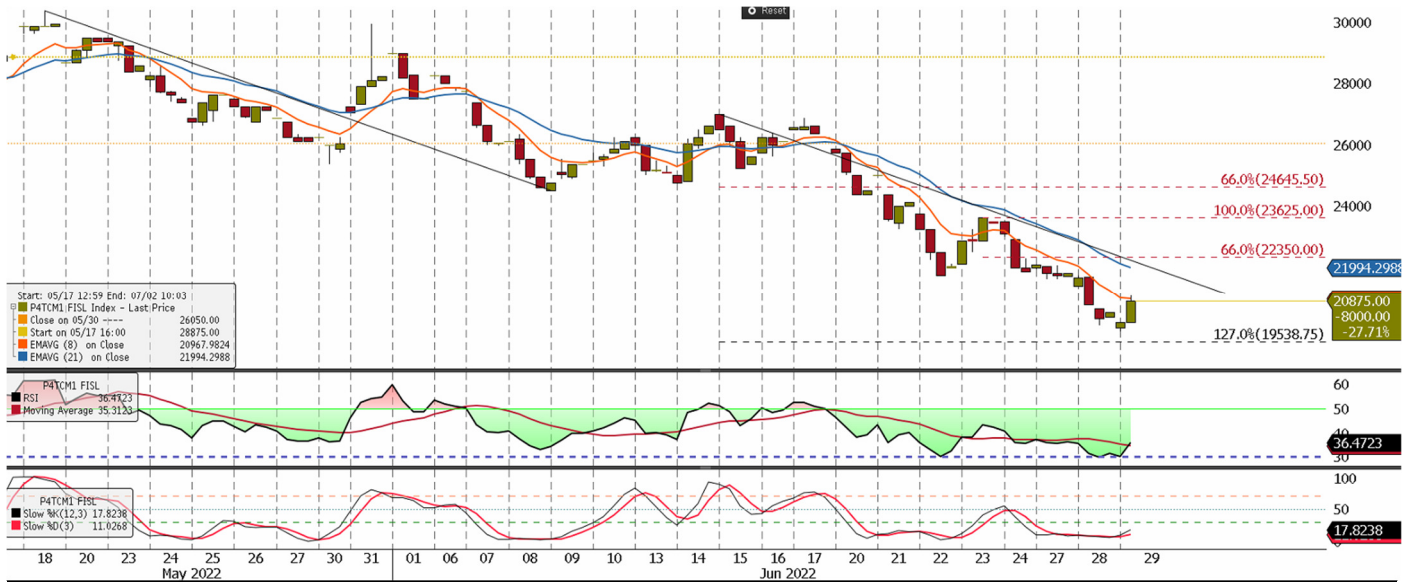 Reset
30000
28000
26000
66.0%(24645.50)
24000
100.0%(23625.00)
66.0%(22350.00)
21994.2988
Start: 05/17 12:59 End: 07/02 10:03
P4TCM1 FISL Index - Last Price
Close on 05/30 ---- 26050.00
Start on 05/17 16:00 28875.00
EMAVG (8) on Close 20967.9824
EMAVG (21) on Close 21994.2988
20875.00
-8000.00
-27.71%
127.0%(19538.75)
P4TCM1 FISL
RSI 36.4723
Moving Average 35.3123
60
50
40
36.4723
30
P4TCM1 FISL
Slow %K(12,3) 17.8238
Slow %D(3) 11.0268
100
50
17.8238
18 20 23 24 25 26 27 30 31 01 06 07 08 09 10 13 14 15 16 17 20 21 22 23 24 27 28 29
May 2022 Jun 2022